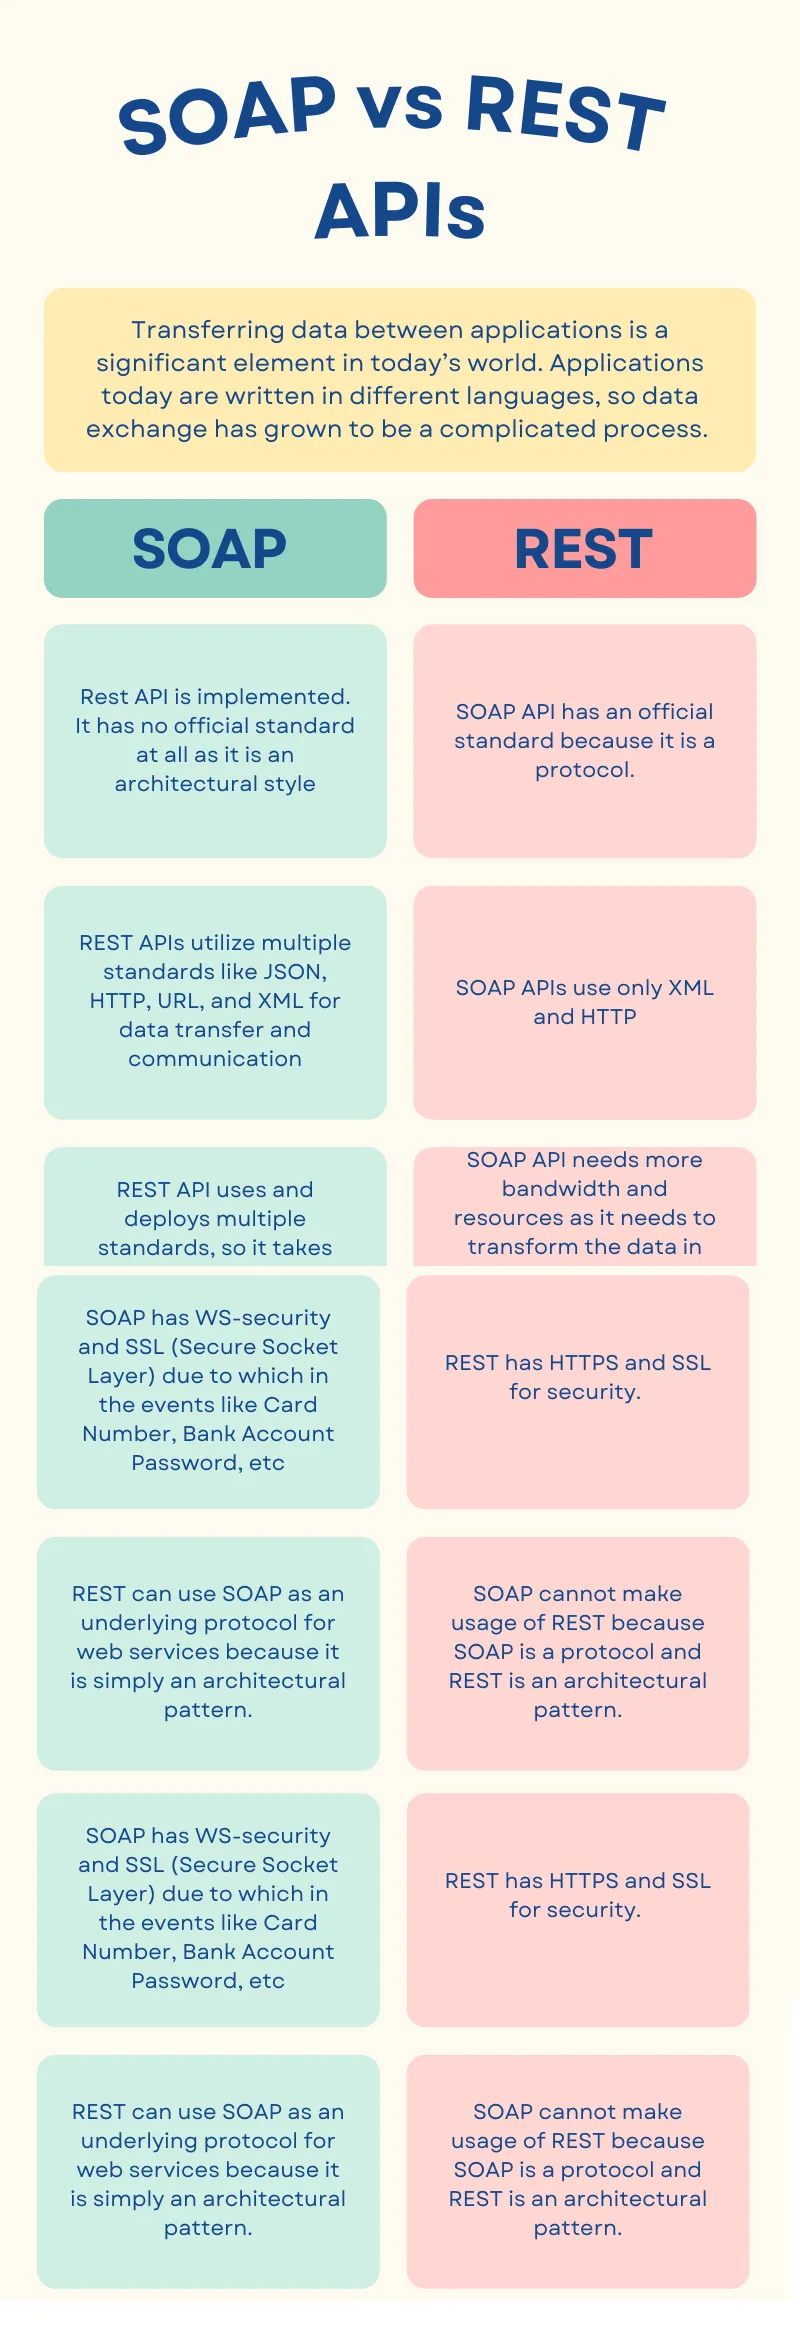 SOAP vs REST
APIs
Transferring data between applications is a
significant element in today's world. Applications
today are written in different languages, so data
exchange has grown to be a complicated process.
SOAP
REST
Rest API is implemented.
It has no official standard
at all as it is an
architectural style
SOAP API has an official
standard because it is a
protocol.
REST APIs utilize multiple
standards like JSON,
HTTP, URL, and XML for
data transfer and
communication
SOAP APIs use only XML
and HTTP
REST API uses and
deploys multiple
standards, so it takes
SOAP API needs more
bandwidth and
resources as it needs to
transform the data in
SOAP has WS-security
and SSL (Secure Socket
Layer) due to which in
the events like Card
Number, Bank Account
Password, etc
REST has HTTPS and SSL
for security.
REST can use SOAP as an
underlying protocol for
web services because it
is simply an architectural
pattern.
SOAP cannot make
usage of REST because
SOAP is a protocol and
REST is an architectural
pattern.
SOAP has WS-security
and SSL (Secure Socket
Layer) due to which in
the events like Card
Number, Bank Account
Password, etc
REST has HTTPS and SSL
for security.
REST can use SOAP as an
underlying protocol for
web services because it
is simply an architectural
pattern.
SOAP cannot make
usage of REST because
SOAP is a protocol and
REST is an architectural
pattern.